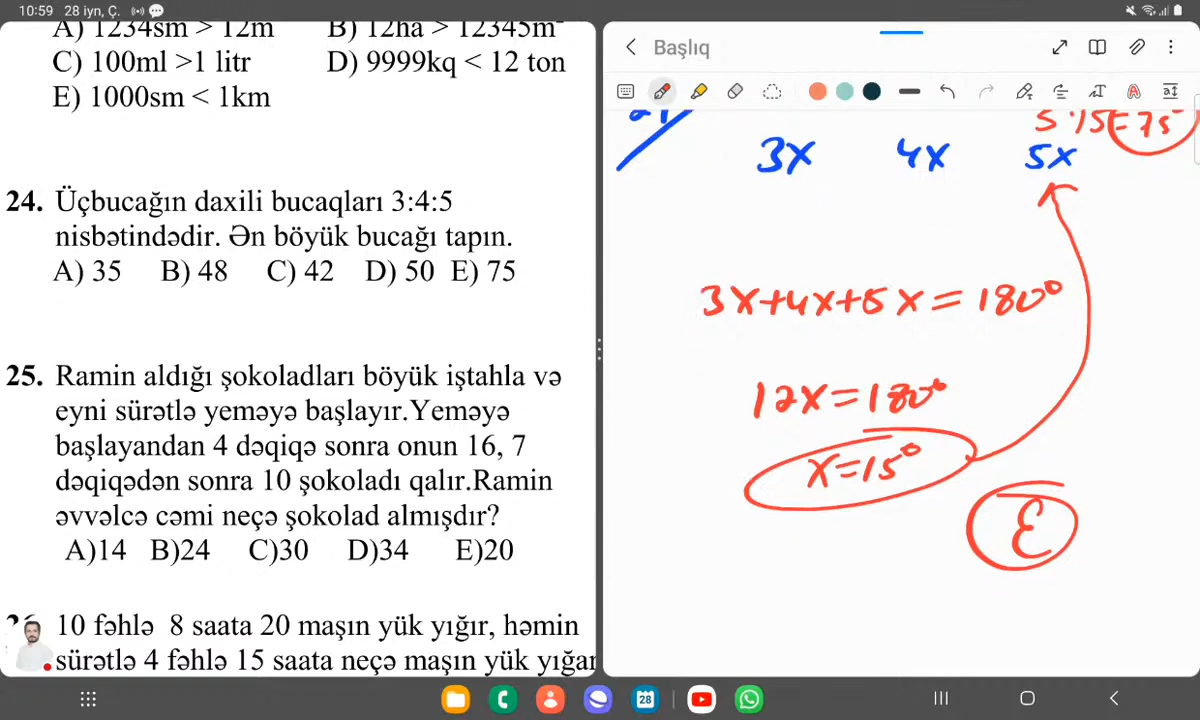 10:59 28 iyn, Ç.
A) 1234sm > 12m B) 12ha > 12345m²
C) 100ml >1 litr D) 9999kq < 12 ton
E) 1000sm < 1km
24. Üçbucağın daxili bucaqları 3:4:5
nisbətindədir. Ən böyük bucağı tapın.
A) 35 B) 48 C) 42 D) 50 E) 75
25. Ramin aldığı şokoladları böyük iştahla və
eyni sürətlə yeməyə başlayır.Yeməyə
başlayandan 4 dəqiqə sonra onun 16, 7
dəqiqədən sonra 10 şokoladı qalır.Ramin
əvvəlcə cəmi neçə şokolad almışdır?
A)14 B)24 C)30 D)34 E)20
10 fəhlə 8 saata 20 maşın yük yığır, həmin
sürətlə 4 fəhlə 15 saata neçə maşın yük yığar
Başlıq
5·15=75°
3x 4x 5x
3x+4x+5x=180°
12x=180°
x=15°
E
28